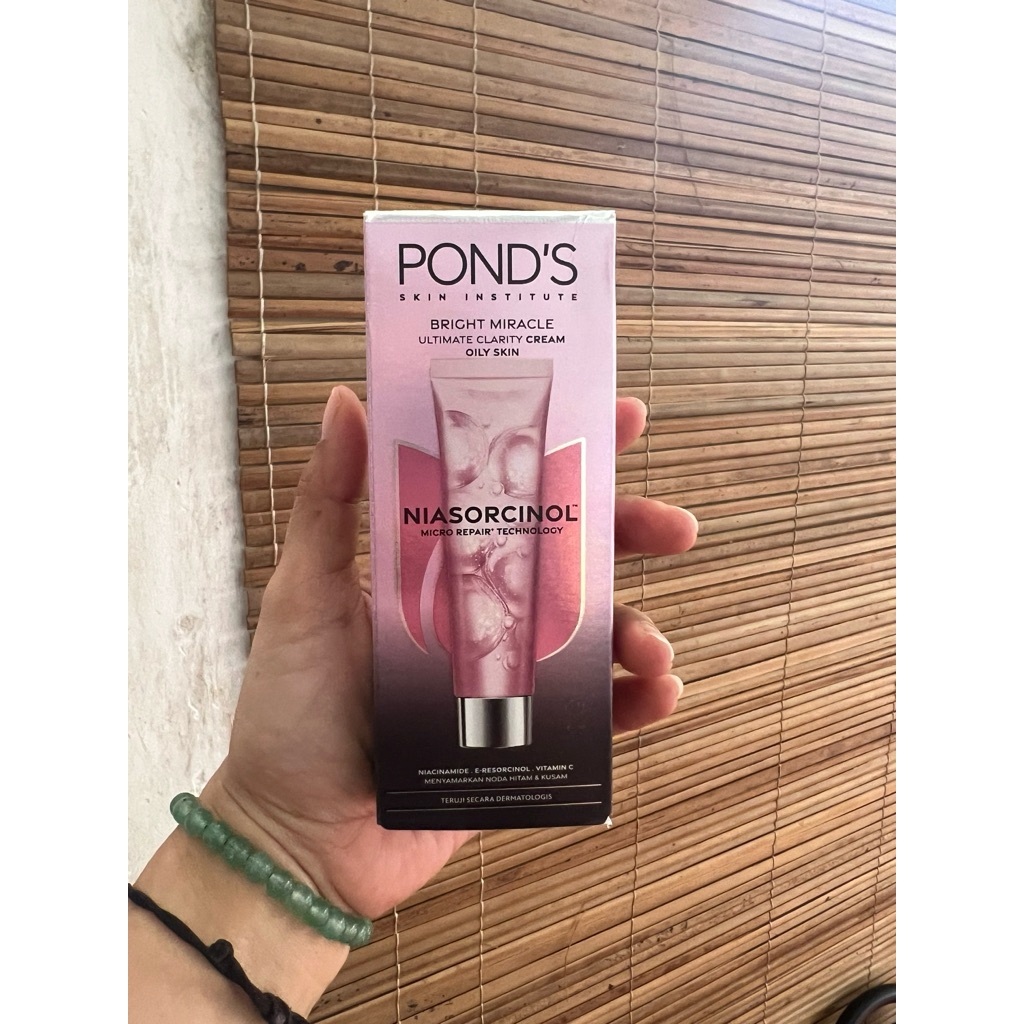 POND'S
SKIN INSTITUTE
BRIGHT MIRACLE
ULTIMATE CLARITY CREAM
OILY SKIN
NIASORCINOL™
MICRO REPAIR* TECHNOLOGY
NIACINAMIDE . E-RESORCINOL . VITAMIN C
MENYAMARKAN NODA HITAM & KUSAM
TERUJI SECARA DERMATOLOGIS